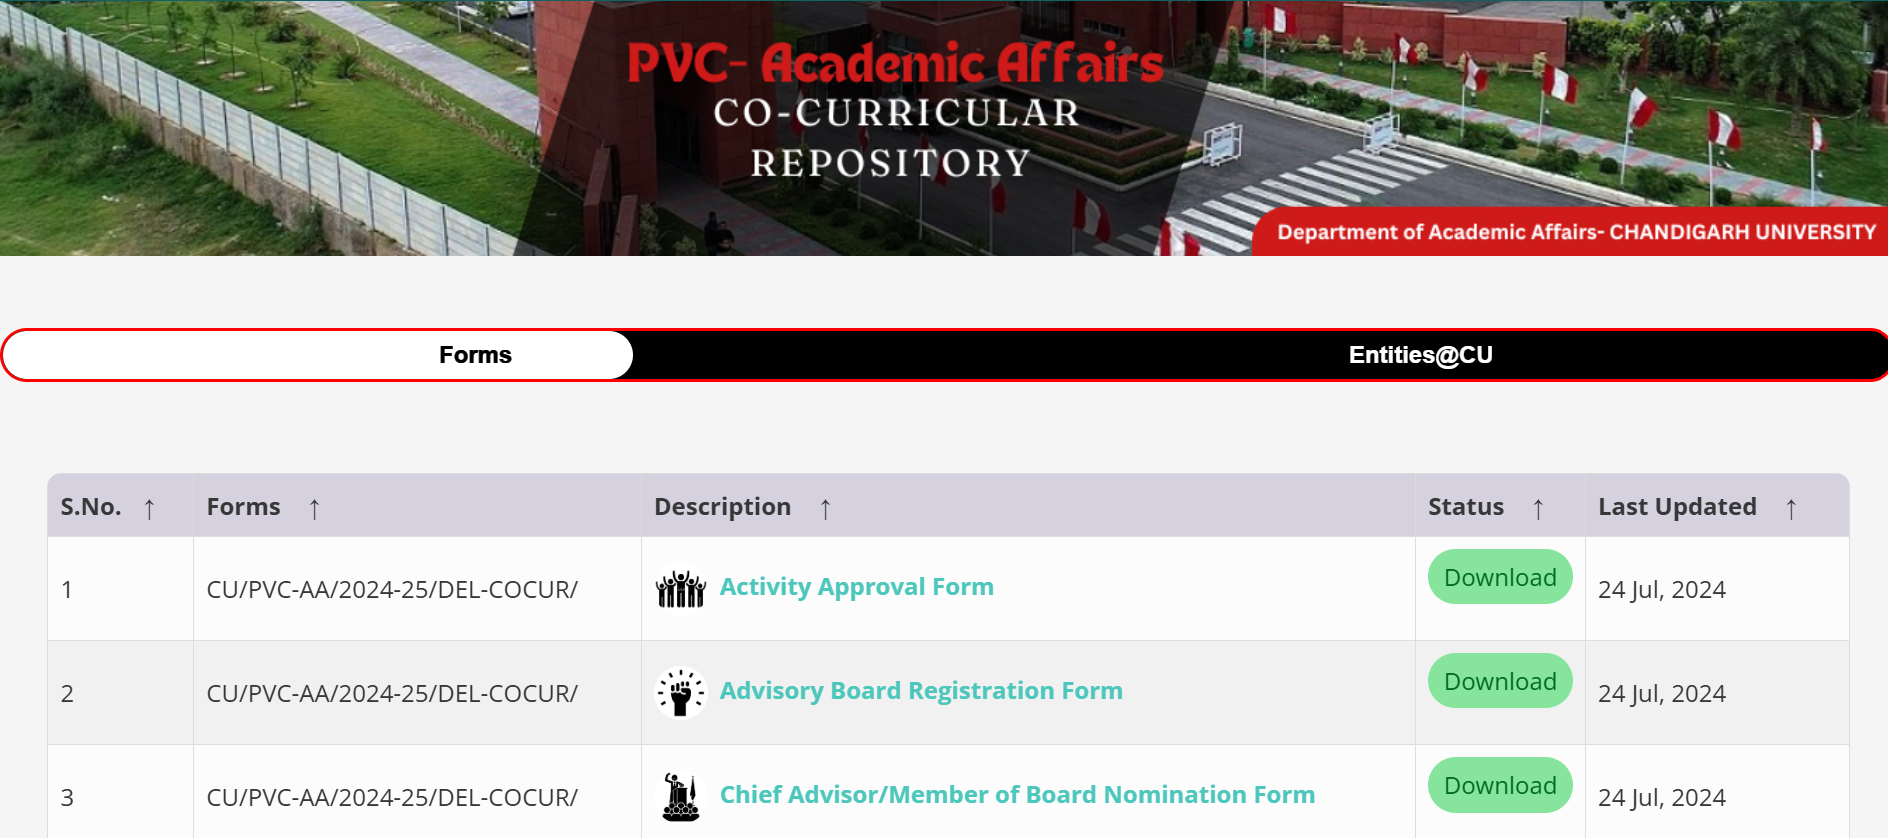 PVC- Academic Affairs
CO-CURRICULAR
REPOSITORY
Department of Academic Affairs- CHANDIGARH UNIVERSITY
Forms Entities@CU
S.No. ↑ Forms ↑ Description ↑ Status ↑ Last Updated ↑
1 CU/PVC-AA/2024-25/DEL-COCUR/ Activity Approval Form Download 24 Jul, 2024
2 CU/PVC-AA/2024-25/DEL-COCUR/ Advisory Board Registration Form Download 24 Jul, 2024
3 CU/PVC-AA/2024-25/DEL-COCUR/ Chief Advisor/Member of Board Nomination Form Download 24 Jul, 2024